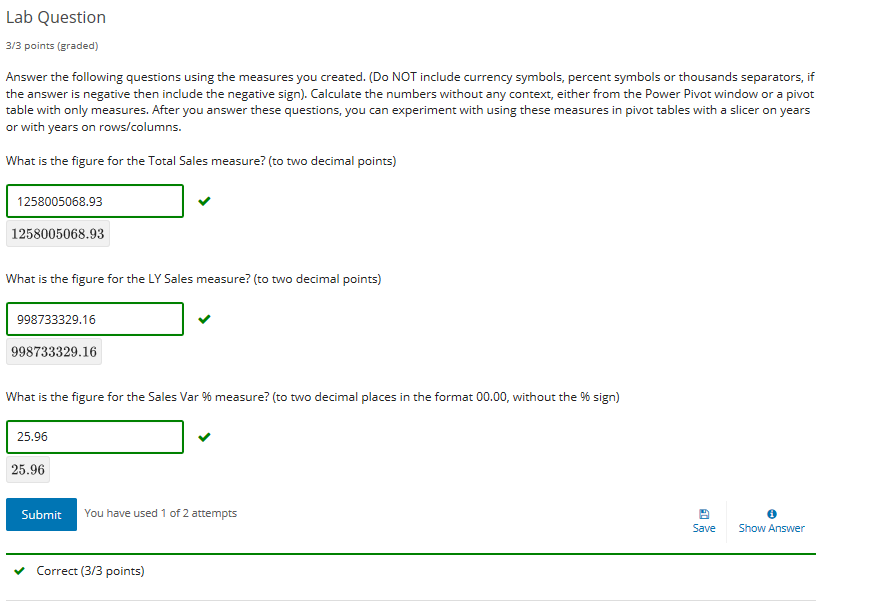 Lab Question
3/3 points (graded)
Answer the following questions using the measures you created. (Do NOT include currency symbols, percent symbols or thousands separators, if
the answer is negative then include the negative sign). Calculate the numbers without any context, either from the Power Pivot window or a pivot
table with only measures. After you answer these questions, you can experiment with using these measures in pivot tables with a slicer on years
or with years on rows/columns.
What is the figure for the Total Sales measure? (to two decimal points)
1258005068.93
1258005068.93
What is the figure for the LY Sales measure? (to two decimal points)
998733329.16
998733329.16
What is the figure for the Sales Var % measure? (to two decimal places in the format 00.00, without the % sign)
25.96
25.96
Submit You have used 1 of 2 attempts
Save Show Answer
Correct (3/3 points)